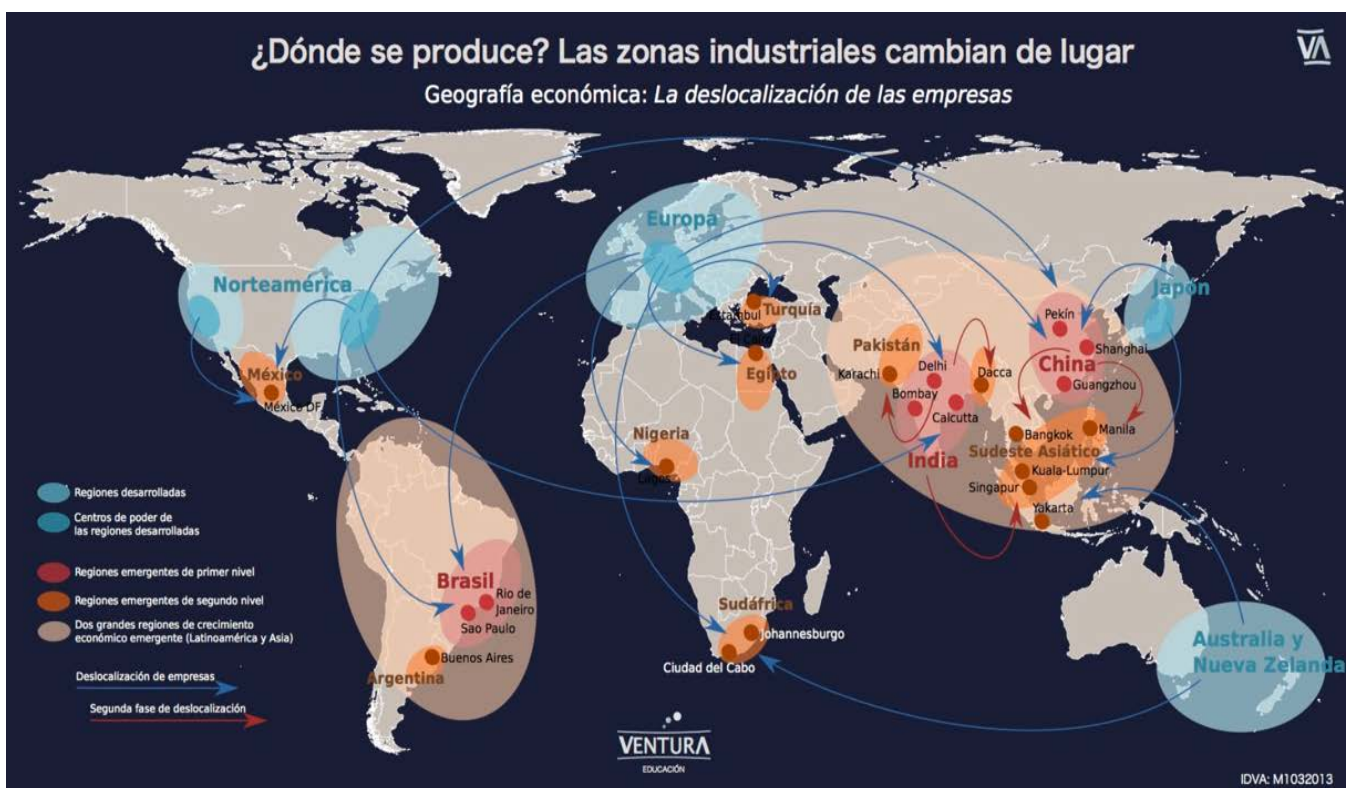 ¿Dónde se produce? Las zonas industriales cambian de lugar
VA
Geografía económica: La deslocalización de las empresas
Europa
Norteamérica
Japón
Turquía
Estambul
El Cairo
Egipto
Pakistán
Karachi
Delhi
Bombay
Calcutta
India
Dacca
Pekín
Shanghai
China
Guangzhou
México
México DF
Nigeria
Lagos
Bangkok
Manila
Sudeste Asiático
Kuala-Lumpur
Singapur
Yakarta
Brasil
Rio de
Janeiro
Sao Paulo
Buenos Aires
Argentina
Sudáfrica
Johannesburgo
Ciudad del Cabo
Australia y
Nueva Zelanda
Regiones desarrolladas
Centros de poder de
las regiones desarrolladas
Regiones emergentes de primer nivel
Regiones emergentes de segundo nivel
Dos grandes regiones de crecimiento
económico emergente (Latinoamérica y Asia)
Deslocalización de empresas
Segunda fase de deslocalización
VENTURA
EDUCACIÓN
IDVA: M1032013